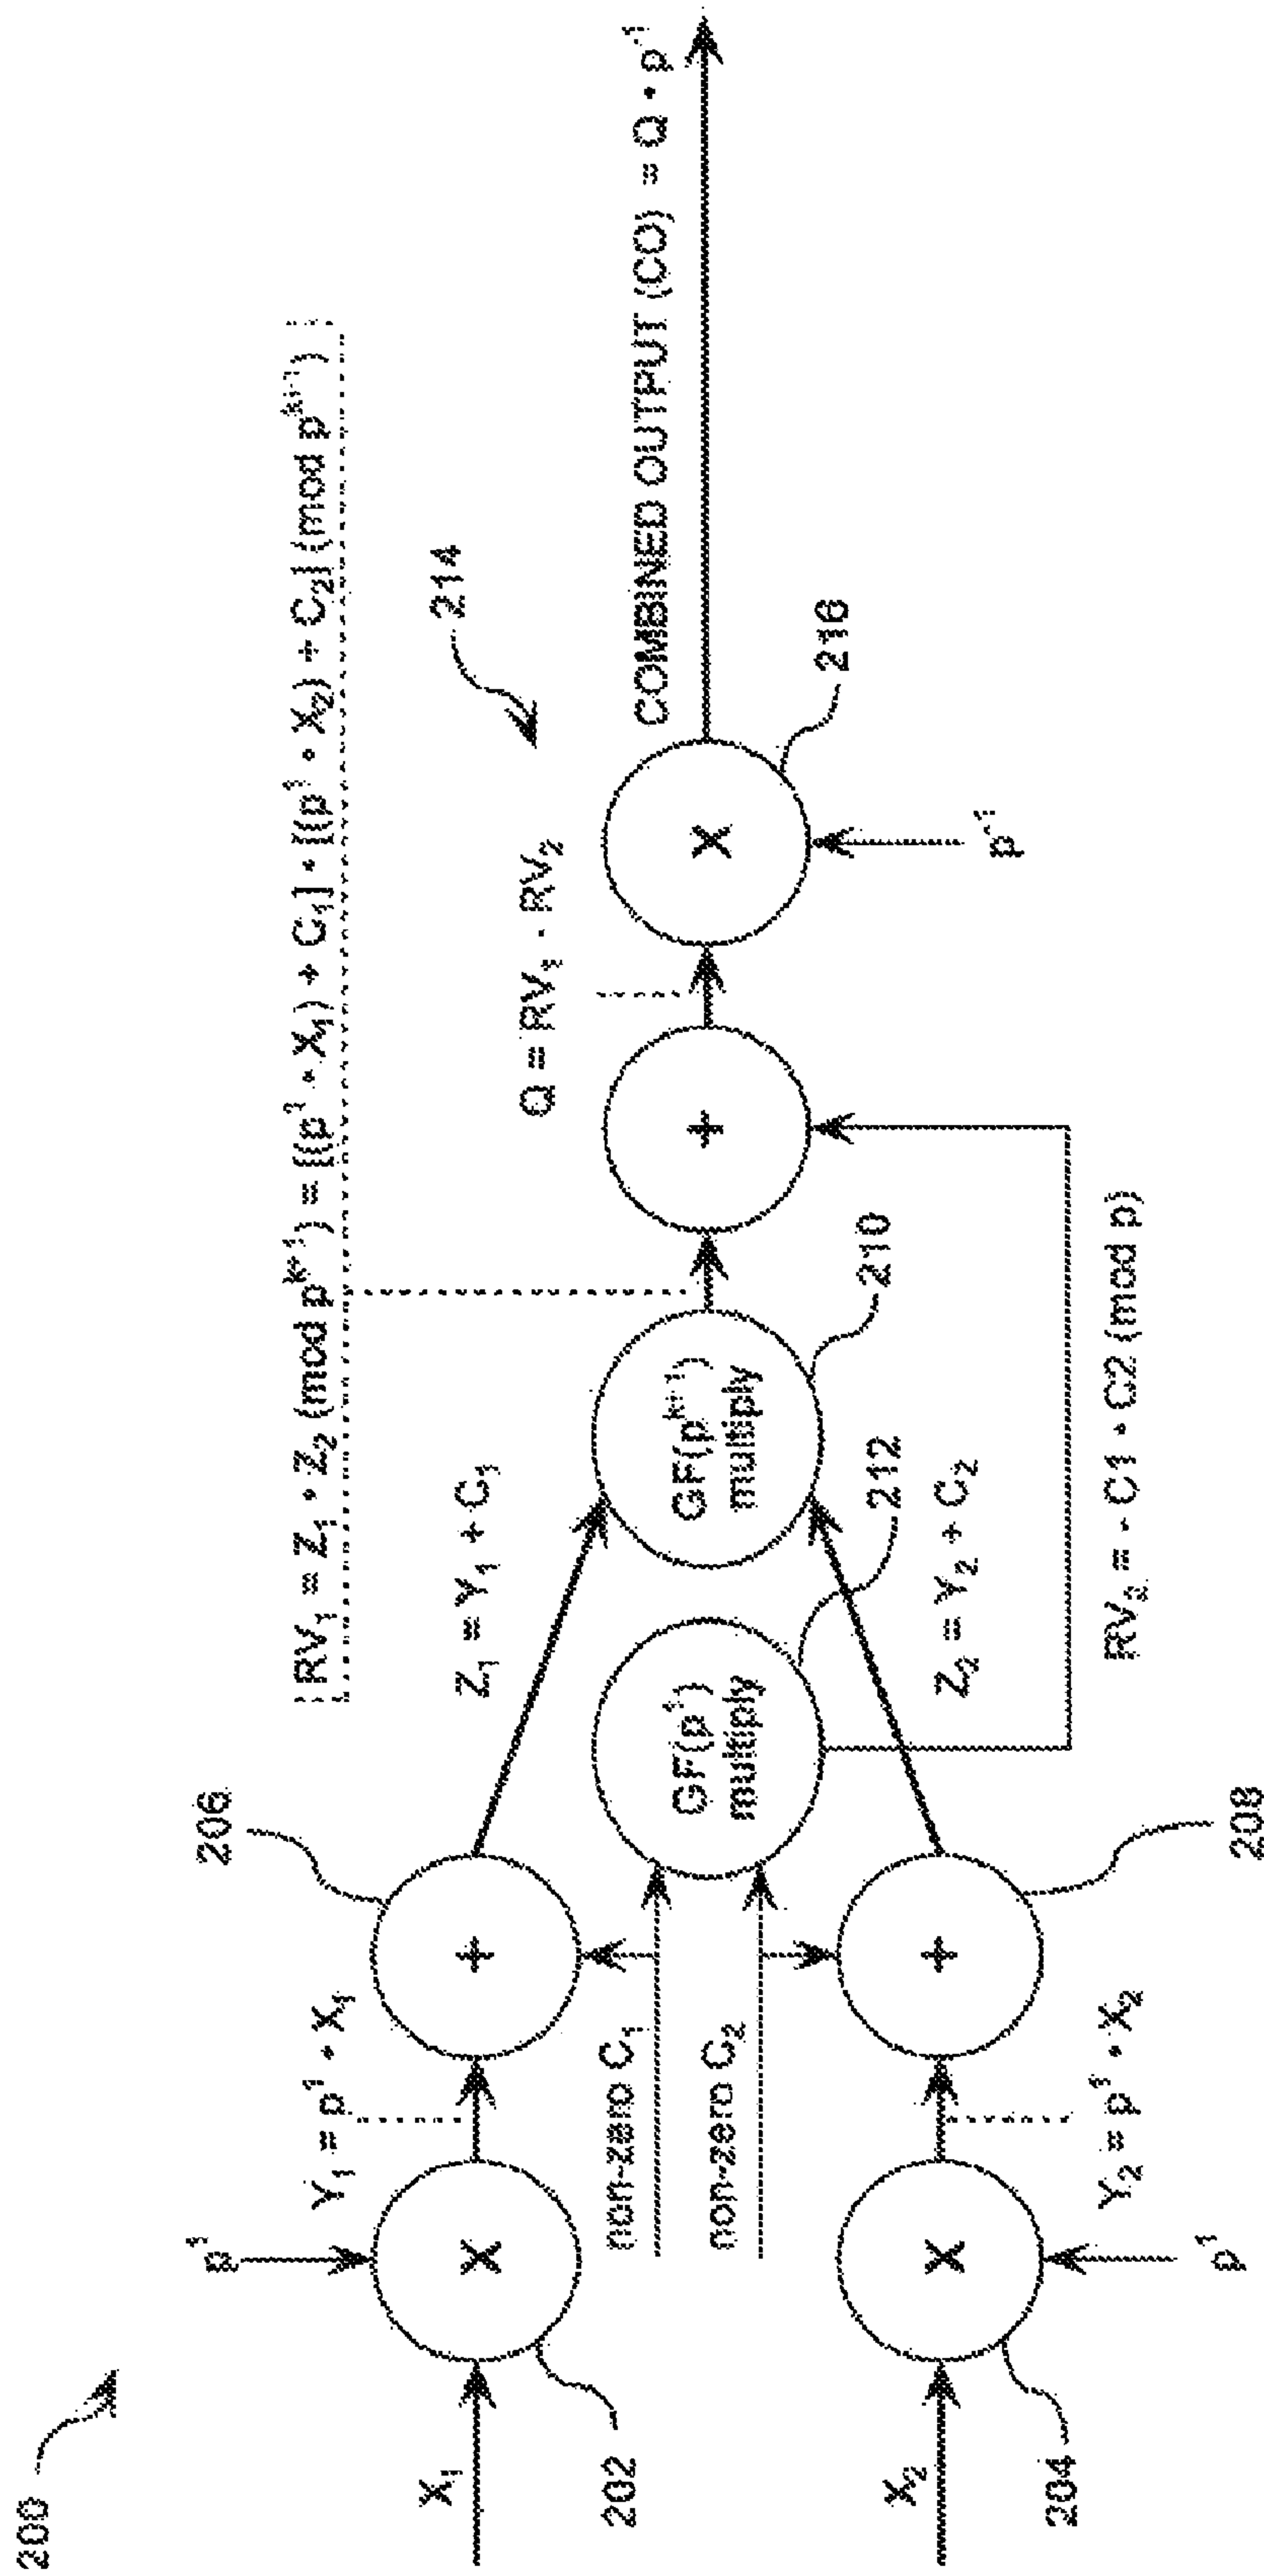 200
RV₁ = Z₁ • Z₂ (mod pᵏ⁺¹) = [(p¹ • X₁) + C₁] • [(p¹ • X₂) + C₂] (mod pᵏ⁺¹)
214
206
p¹
Y₁ = p¹ • X₁
Z₁ = Y₁ + C₁
Q = RV₁ - RV₂
COMBINED OUTPUT (CO) = Q • p⁻¹
X₁
X
+
202
non-zero C₁
non-zero C₂
GF(p¹)
multiply
GF(pᵏ⁺¹)
multiply
+
X
210
216
p⁻¹
212
X₂
X
+
204
Y₂ = p¹ • X₂
Z₂ = Y₂ + C₂
p¹
208
RV₂ = - C1 • C2 (mod p)